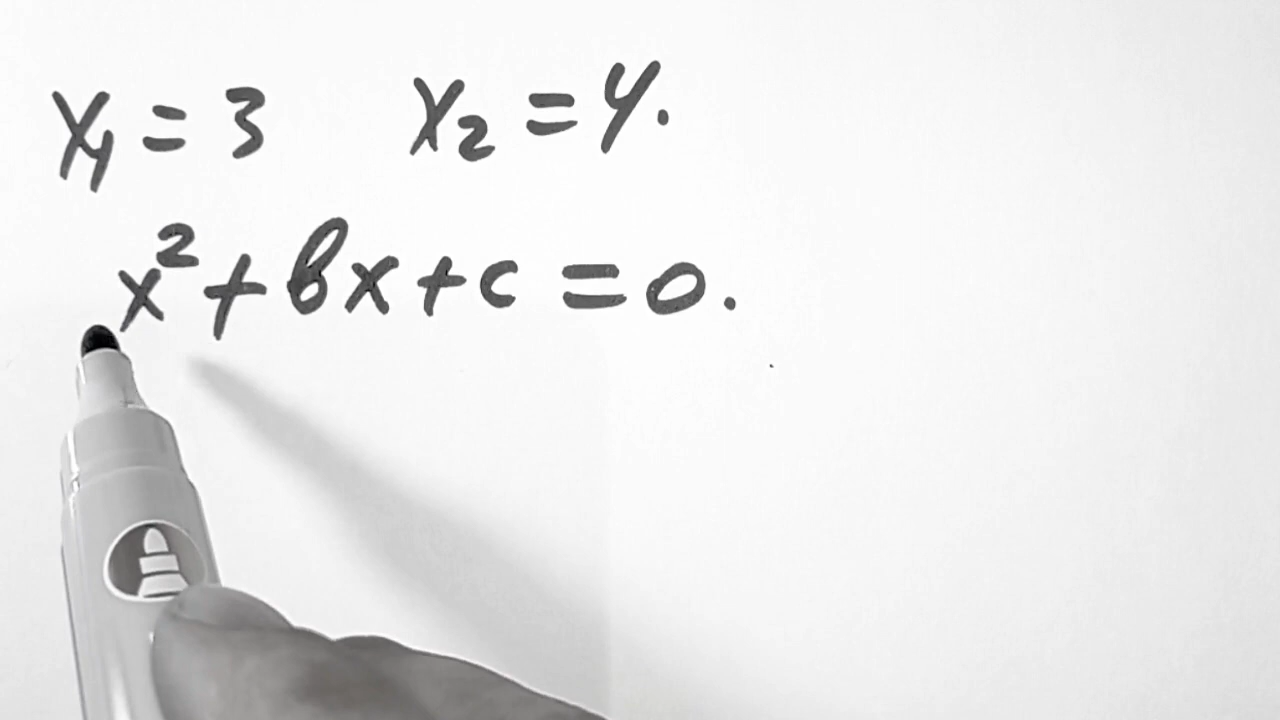 x₁ = 3 x₂ = 4.
x² + bx + c = 0.